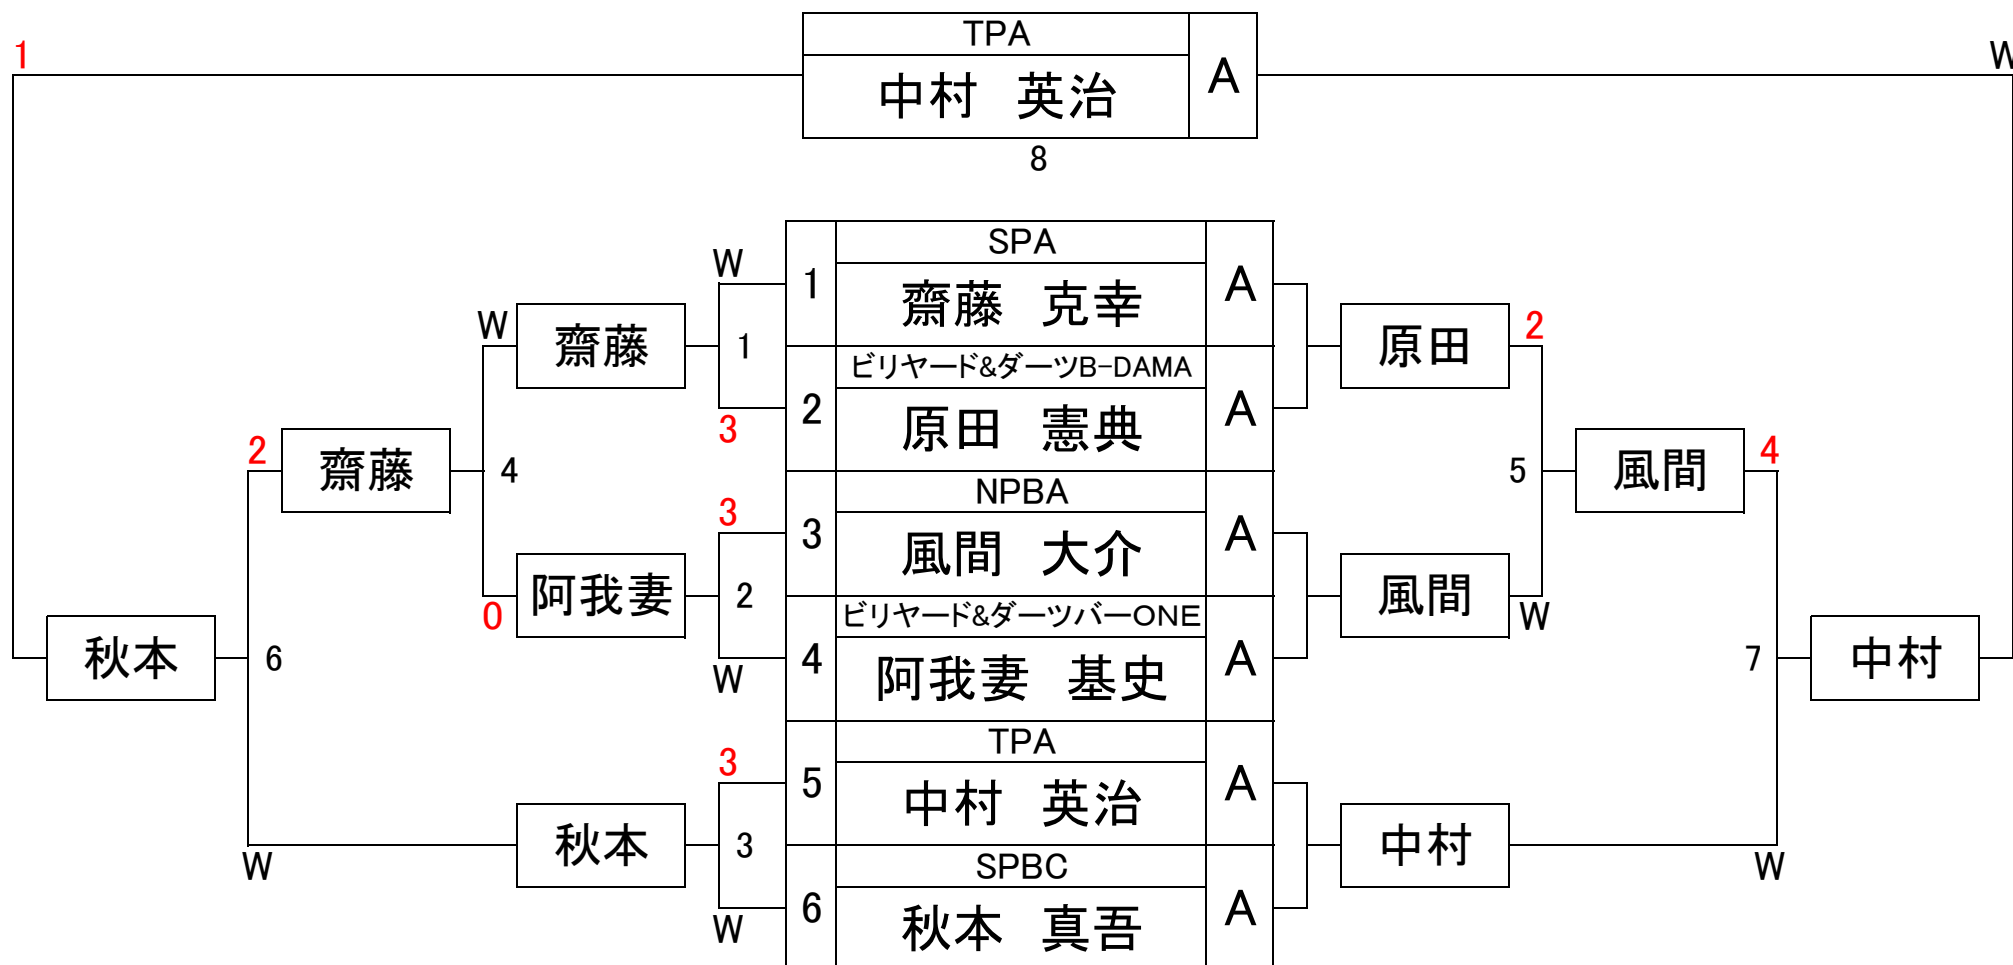 TPA
1
W
中村 英治
A
8
SPA
W
1
齋藤 克幸
A
W
齋藤
1
原田
2
ビリヤード&ダーツB-DAMA
2
原田 憲典
A
3
2
齋藤
4
5
風間
4
NPBA
3
3
風間 大介
A
阿我妻
2
風間
0
W
ビリヤード&ダーツバーONE
秋本
6
4
阿我妻 基史
A
7
中村
W
TPA
3
5
中村 英治
A
秋本
3
中村
W
W
SPBC
6
秋本 真吾
A
W